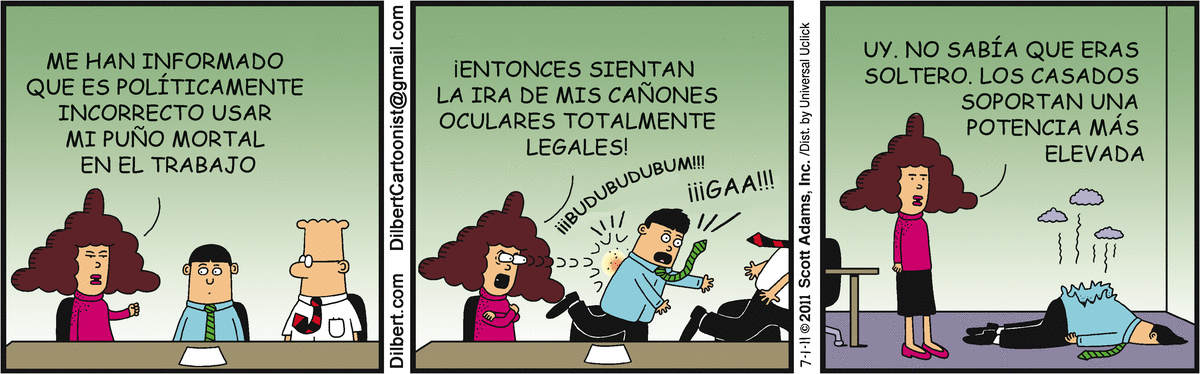 ME HAN INFORMADO
QUE ES POLÍTICAMENTE
INCORRECTO USAR
MI PUÑO MORTAL
EN EL TRABAJO
Dilbert.com DilbertCartoonist@gmail.com
¡ENTONCES SIENTAN
LA IRA DE MIS CAÑONES
OCULARES TOTALMENTE
LEGALES!
¡¡¡BUDUBUDUBUM!!!
¡¡¡GAA!!!
7-1-11 © 2011 Scott Adams, Inc. /Dist. by Universal Uclick
UY. NO SABÍA QUE ERAS
SOLTERO. LOS CASADOS
SOPORTAN UNA
POTENCIA MÁS
ELEVADA